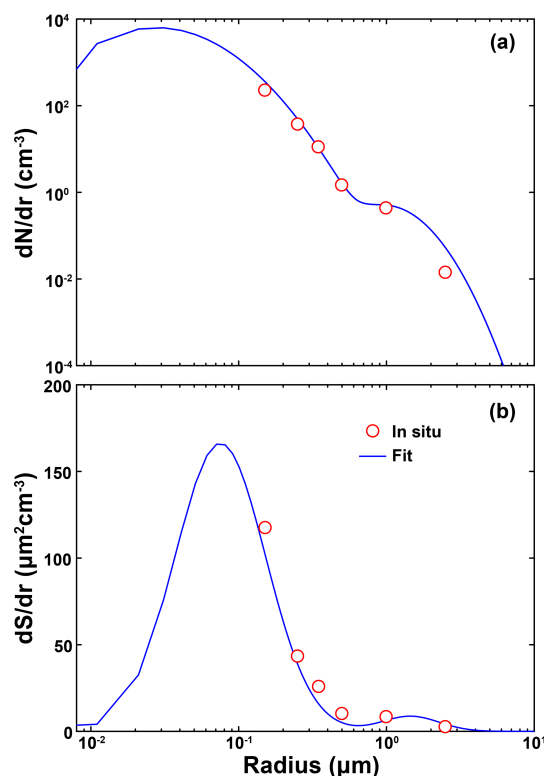 10⁴
(a)
10²
10⁰
10⁻²
10⁻⁴
dN/dr (cm⁻³)
200
(b)
In situ
Fit
150
100
50
0
dS/dr (μm²cm⁻³)
10⁻² 10⁻¹ 10⁰ 10¹
Radius (μm)